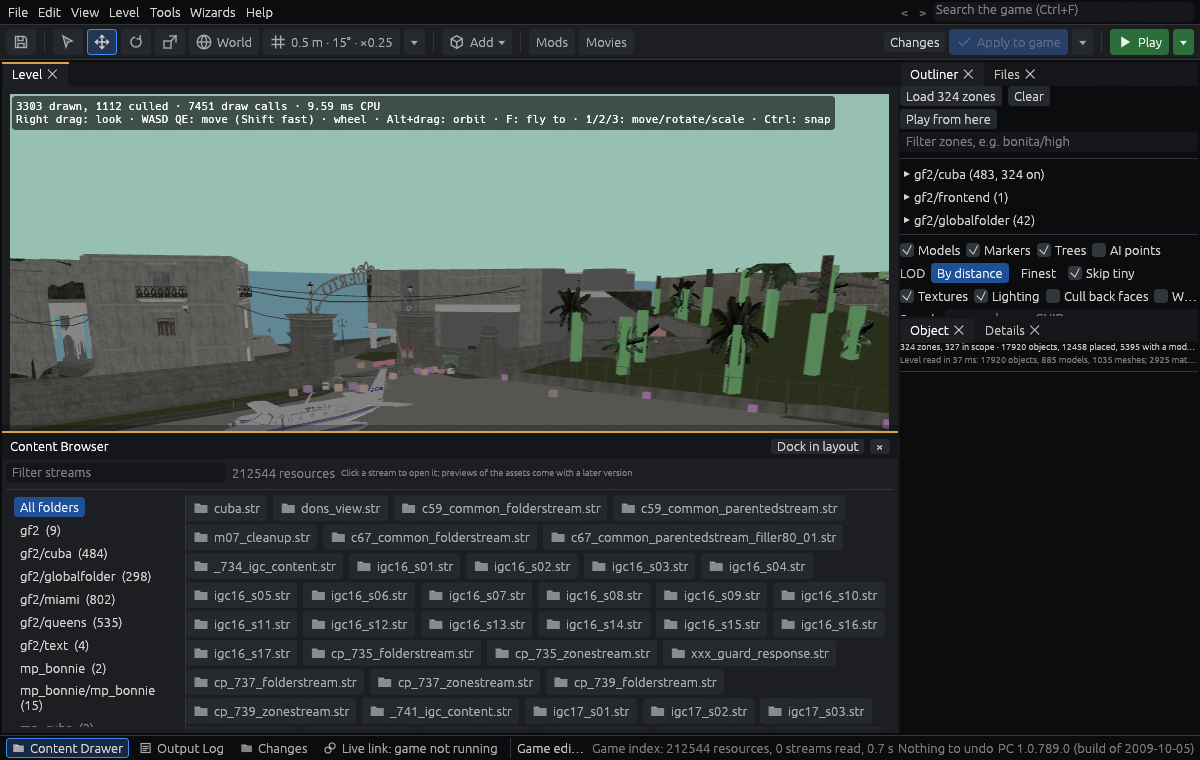 File Edit View Level Tools Wizards Help
< > Search the game (Ctrl+F)
World 0.5 m · 15° · ×0.25 Add Mods Movies Changes Apply to game Play
Level
3303 drawn, 1112 culled · 7451 draw calls · 9.59 ms CPU
Right drag: look · WASD QE: move (Shift fast) · wheel · Alt+drag: orbit · F: fly to · 1/2/3: move/rotate/scale · Ctrl: snap
Outliner Files
Load 324 zones Clear
Play from here
Filter zones, e.g. bonita/high
gf2/cuba (483, 324 on)
gf2/frontend (1)
gf2/globalfolder (42)
Models Markers Trees AI points
LOD By distance Finest Skip tiny
Textures Lighting Cull back faces W...
Object Details
324 zones, 327 in scope · 17920 objects, 12458 placed, 5395 with a mod...
Level read in 37 ms: 17920 objects, 885 models, 1035 meshes; 2925 mat...
Content Browser Dock in layout ×
Filter streams 212544 resources Click a stream to open it; previews of the assets come with a later version
All folders
gf2 (9)
gf2/cuba (484)
gf2/globalfolder (298)
gf2/miami (802)
gf2/queens (535)
gf2/text (4)
mp_bonnie (2)
mp_bonnie/mp_bonnie
(15)
cuba.str dons_view.str c59_common_folderstream.str c59_common_parentedstream.str
m07_cleanup.str c67_common_folderstream.str c67_common_parentedstream_filler80_01.str
_734_igc_content.str igc16_s01.str igc16_s02.str igc16_s03.str igc16_s04.str
igc16_s05.str igc16_s06.str igc16_s07.str igc16_s08.str igc16_s09.str igc16_s10.str
igc16_s11.str igc16_s12.str igc16_s13.str igc16_s14.str igc16_s15.str igc16_s16.str
igc16_s17.str cp_735_folderstream.str cp_735_zonestream.str xxx_guard_response.str
cp_737_folderstream.str cp_737_zonestream.str cp_739_folderstream.str
cp_739_zonestream.str _741_igc_content.str igc17_s01.str igc17_s02.str igc17_s03.str
Content Drawer Output Log Changes Live link: game not running Game edi... Game index: 212544 resources, 0 streams read, 0.7 s Nothing to undo PC 1.0.789.0 (build of 2009-10-05)